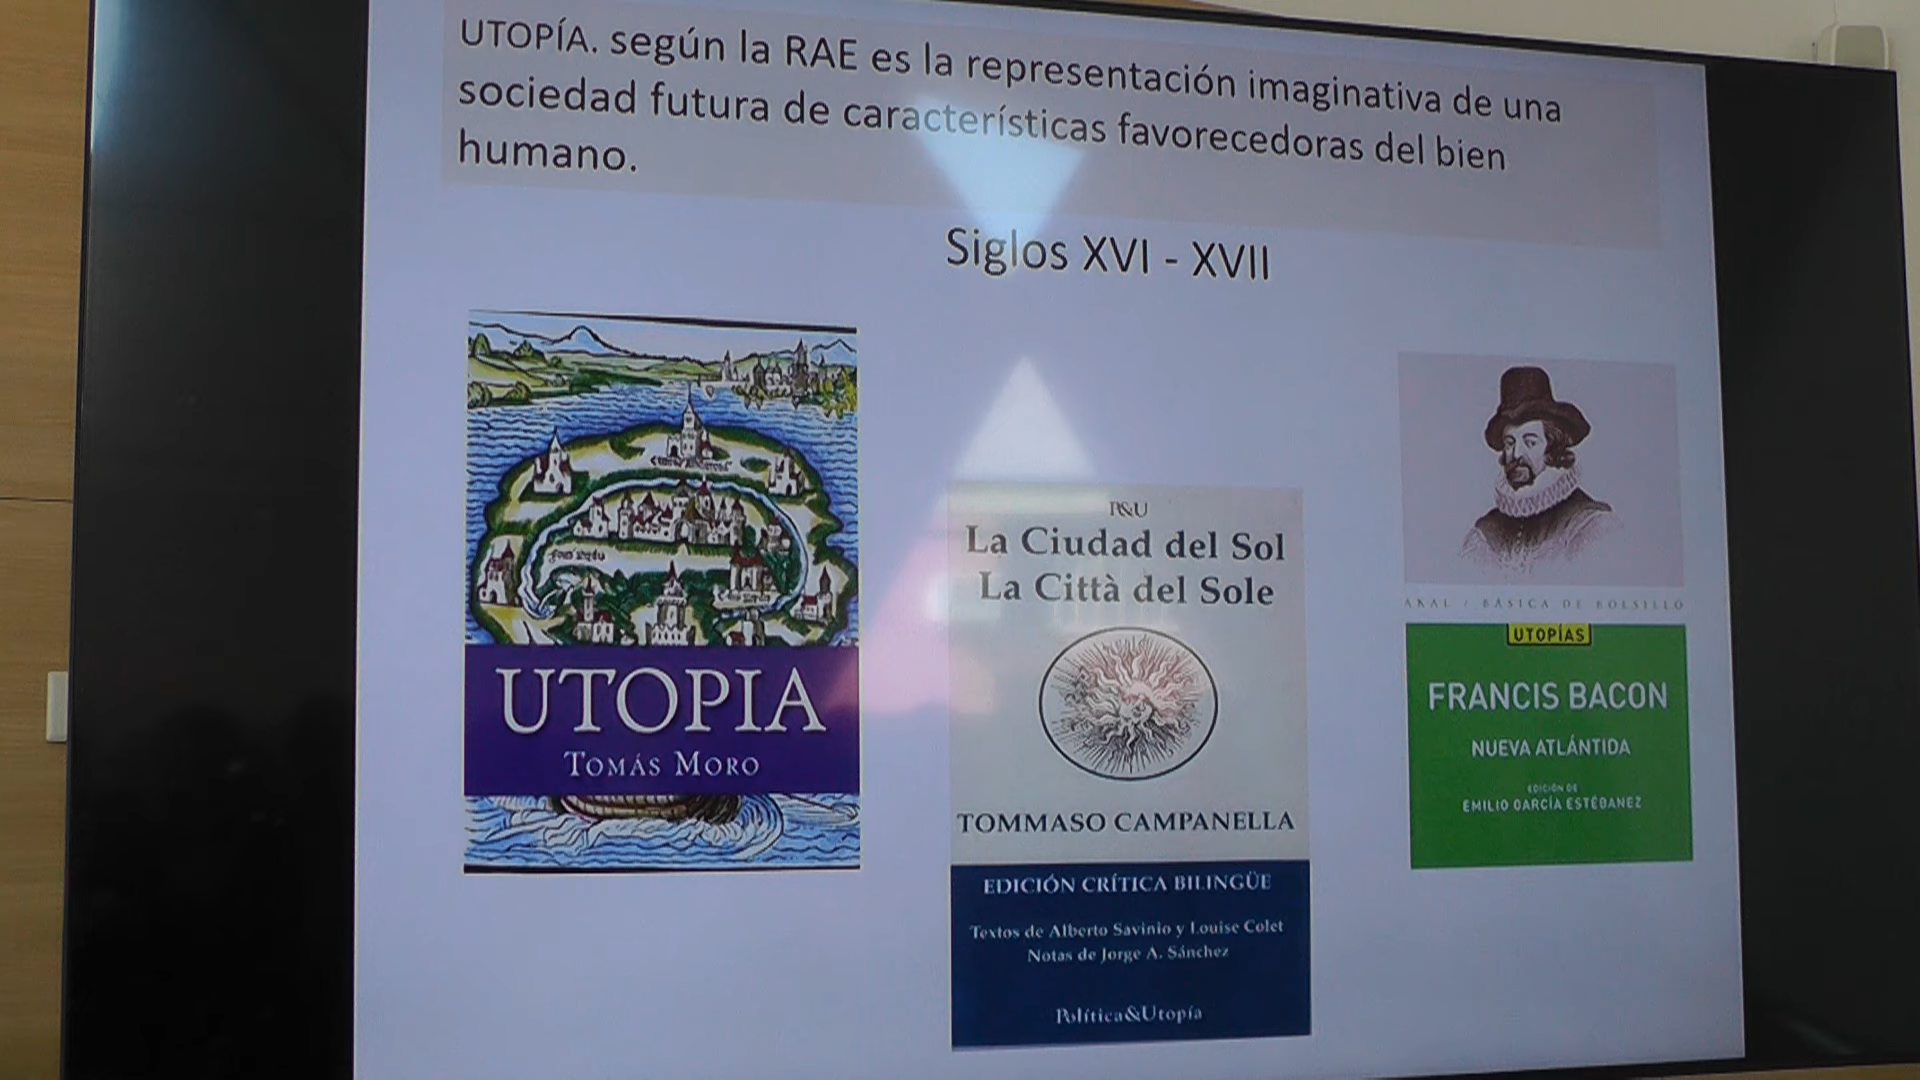 UTOPÍA. según la RAE es la representación imaginativa de una
sociedad futura de características favorecedoras del bien
humano.
Siglos XVI - XVII
UTOPIA
TOMÁS MORO
P&U
La Ciudad del Sol
La Città del Sole
TOMMASO CAMPANELLA
EDICIÓN CRÍTICA BILINGÜE
Textos de Alberto Savinio y Louise Colet
Notas de Jorge A. Sánchez
Política&Utopía
AKAL / BÁSICA DE BOLSILLO
UTOPÍAS
FRANCIS BACON
NUEVA ATLÁNTIDA
EDICIÓN DE
EMILIO GARCÍA ESTÉBANEZ